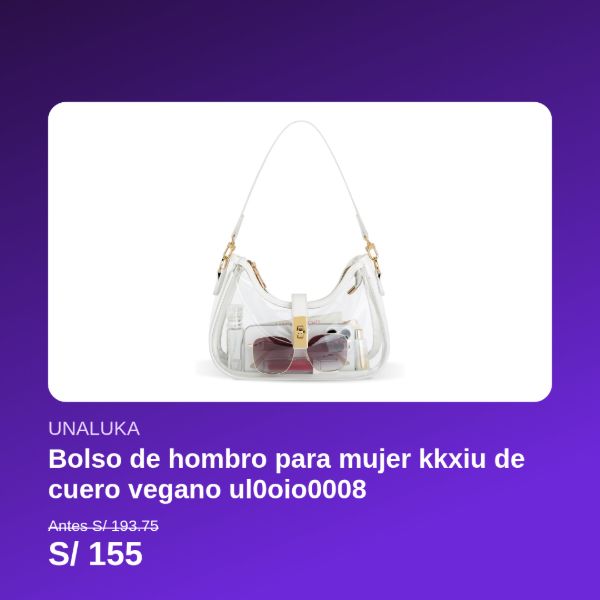 UNALUKA
Bolso de hombro para mujer kkxiu de
cuero vegano ul0oio0008
Antes S/ 193.75
S/ 155